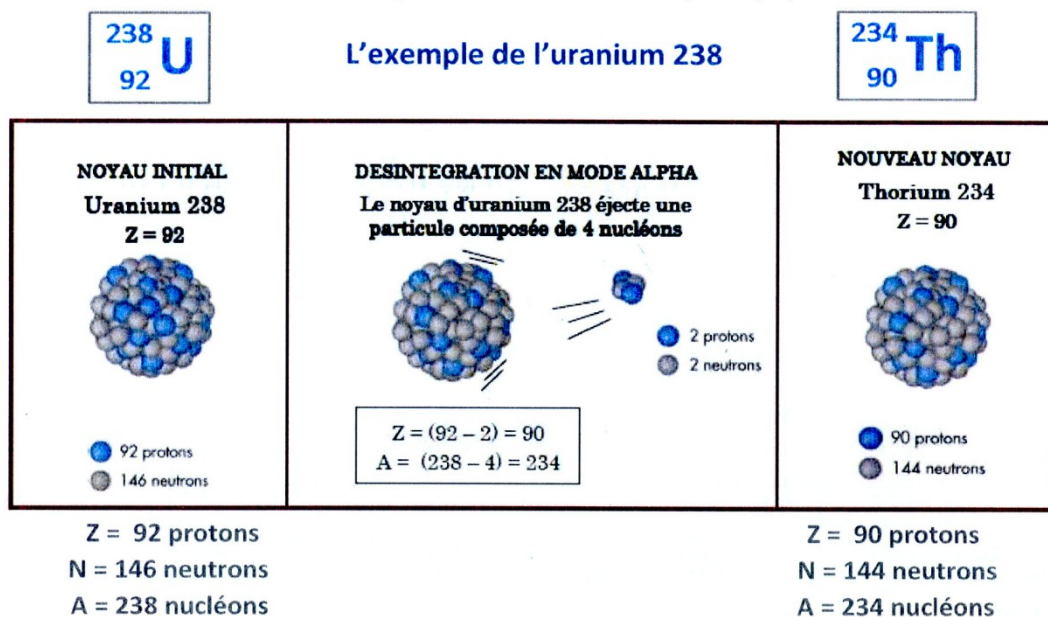 238
92 U
L'exemple de l'uranium 238
234
90 Th
NOYAU INITIAL
Uranium 238
Z = 92
92 protons
146 neutrons
DESINTEGRATION EN MODE ALPHA
Le noyau d'uranium 238 éjecte une
particule composée de 4 nucléons
2 protons
2 neutrons
Z = (92 – 2) = 90
A = (238 – 4) = 234
NOUVEAU NOYAU
Thorium 234
Z = 90
90 protons
144 neutrons
Z = 92 protons
N = 146 neutrons
A = 238 nucléons
Z = 90 protons
N = 144 neutrons
A = 234 nucléons